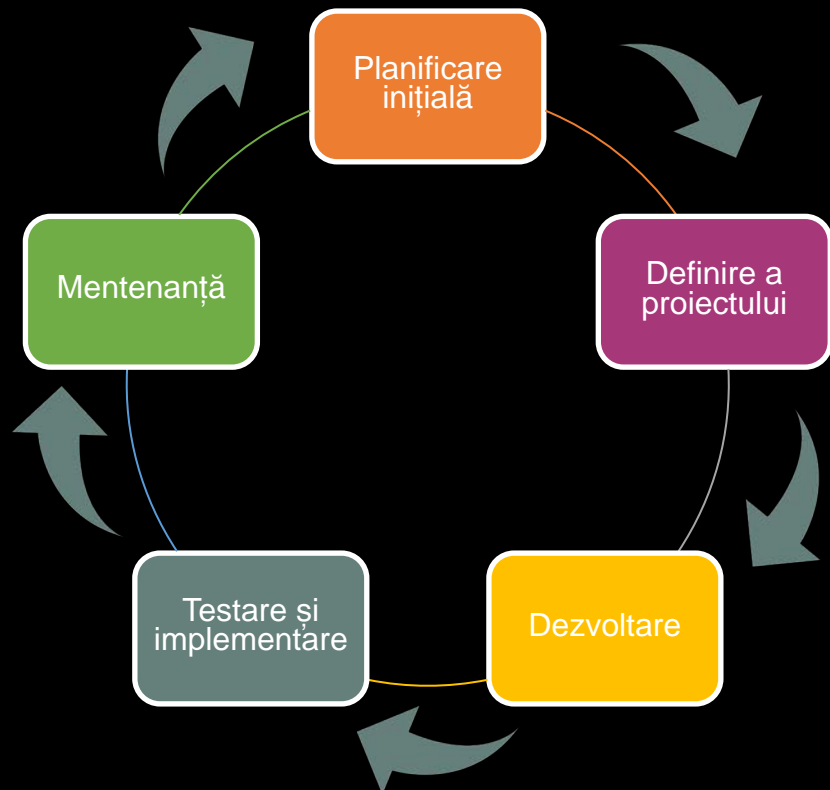 Planificare
inițială
Definire a
proiectului
Dezvoltare
Testare și
implementare
Mentenanță